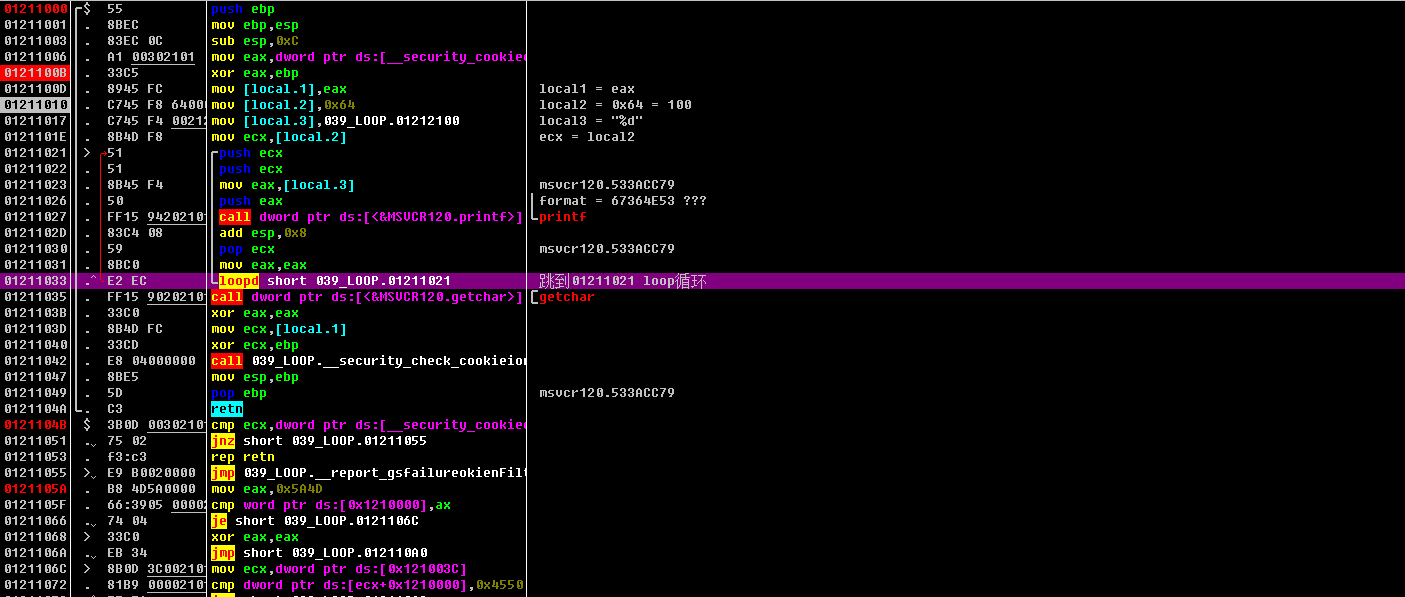 01211000 $ 55 push ebp
01211001 . 8BEC mov ebp,esp
01211003 . 83EC 0C sub esp,0xC
01211006 . A1 00302101 mov eax,dword ptr ds:[__security_cookie
0121100B . 33C5 xor eax,ebp
0121100D . 8945 FC mov [local.1],eax local1 = eax
01211010 . C745 F8 6400 mov [local.2],0x64 local2 = 0x64 = 100
01211017 . C745 F4 0021 mov [local.3],039_LOOP.01212100 local3 = "%d"
0121101E . 8B4D F8 mov ecx,[local.2] ecx = local2
01211021 > 51 push ecx
01211022 . 51 push ecx
01211023 . 8B45 F4 mov eax,[local.3] msvcr120.533ACC79
01211026 . 50 push eax format = 67364E53 ???
01211027 . FF15 9420210 call dword ptr ds:[<&MSVCR120.printf>] printf
0121102D . 83C4 08 add esp,0x8
01211030 . 59 pop ecx msvcr120.533ACC79
01211031 . 8BC0 mov eax,eax
01211033 .^ E2 EC loopd short 039_LOOP.01211021 跳到01211021 loop循环
01211035 . FF15 9020210 call dword ptr ds:[<&MSVCR120.getchar>] getchar
0121103B . 33C0 xor eax,eax
0121103D . 8B4D FC mov ecx,[local.1]
01211040 . 33CD xor ecx,ebp
01211042 . E8 04000000 call 039_LOOP.__security_check_cookieion
01211047 . 8BE5 mov esp,ebp
01211049 . 5D pop ebp msvcr120.533ACC79
0121104A . C3 retn
0121104B $ 3B0D 0030210 cmp ecx,dword ptr ds:[__security_cookie
01211051 . 75 02 jnz short 039_LOOP.01211055
01211053 . f3:c3 rep retn
01211055 > E9 B0020000 jmp 039_LOOP.__report_gsfailureokienFilt
0121105A . B8 4D5A0000 mov eax,0x5A4D
0121105F . 66:3905 0000 cmp word ptr ds:[0x1210000],ax
01211066 . 74 04 je short 039_LOOP.0121106C
01211068 > 33C0 xor eax,eax
0121106A . EB 34 jmp short 039_LOOP.012110A0
0121106C > 8B0D 3C00210 mov ecx,dword ptr ds:[0x121003C]
01211072 . 81B9 0000210 cmp dword ptr ds:[ecx+0x1210000],0x4550